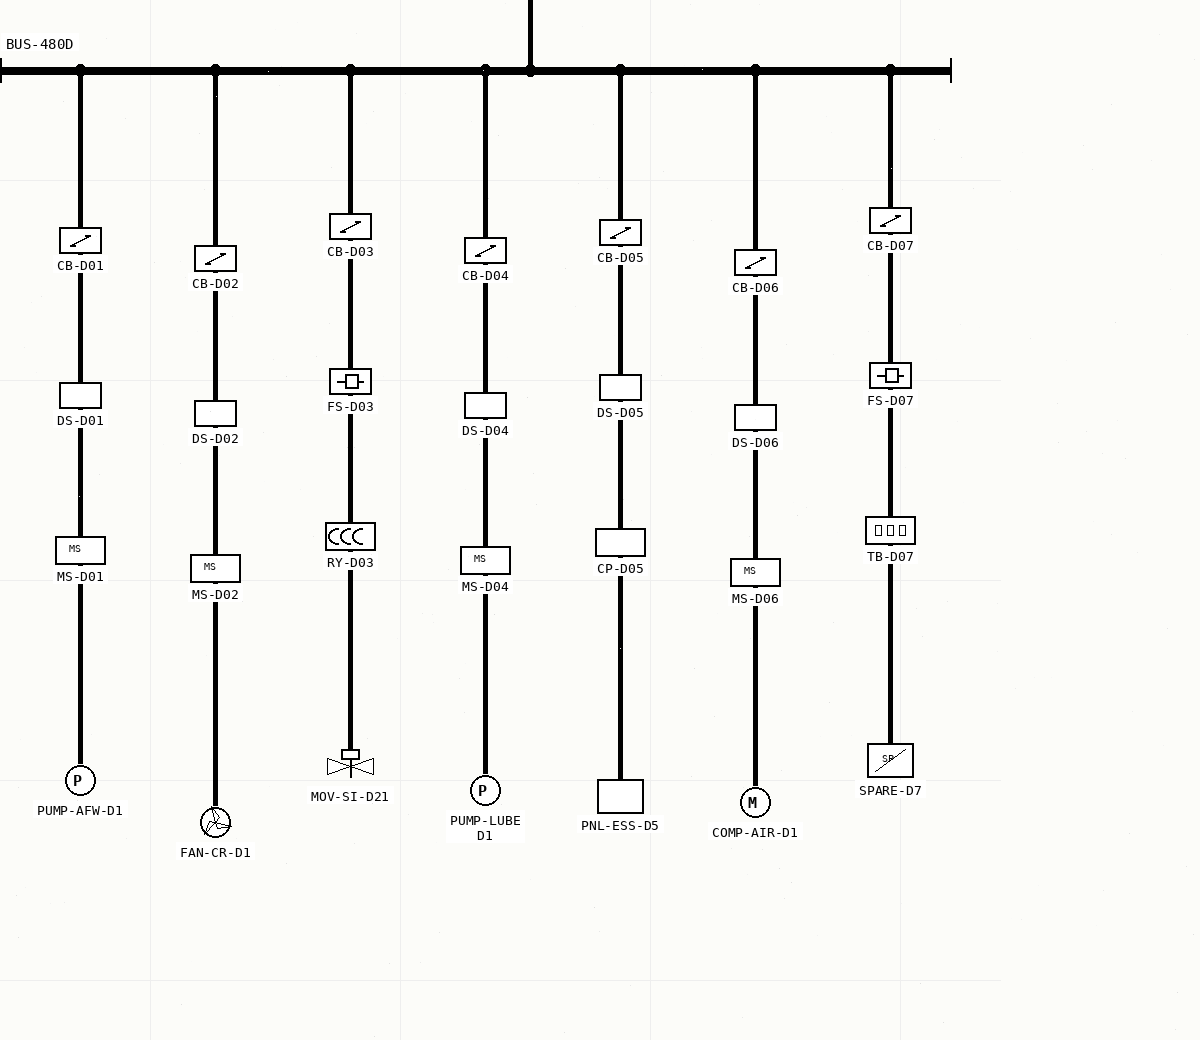 BUS-480D
CB-D01
CB-D02
CB-D03
CB-D04
CB-D05
CB-D06
CB-D07
DS-D01
DS-D02
FS-D03
DS-D04
DS-D05
DS-D06
FS-D07
MS
MS-D01
MS
MS-D02
RY-D03
MS
MS-D04
CP-D05
MS
MS-D06
TB-D07
P
PUMP-AFW-D1
FAN-CR-D1
MOV-SI-D21
P
PUMP-LUBE
D1
PNL-ESS-D5
M
COMP-AIR-D1
SP
SPARE-D7